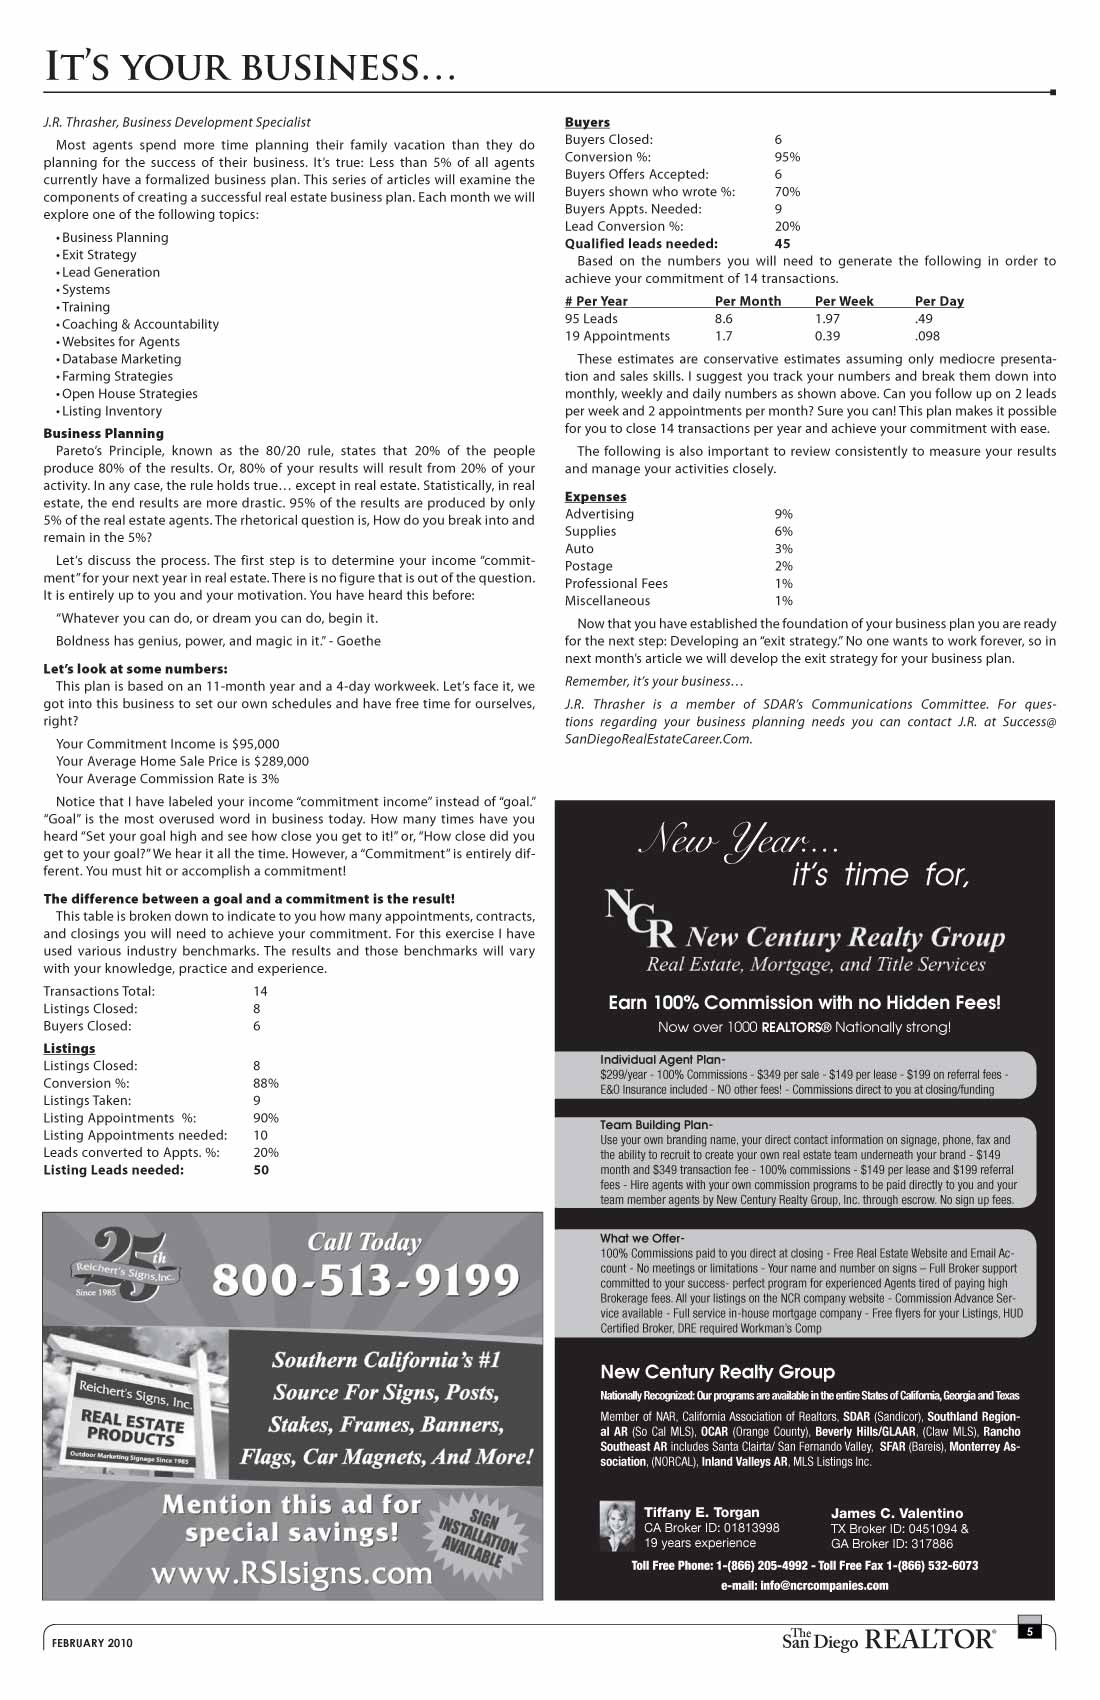 IT'S YOUR BUSINESS…
J.R. Thrasher, Business Development Specialist
Most agents spend more time planning their family vacation than they do
planning for the success of their business. It's true: Less than 5% of all agents
currently have a formalized business plan. This series of articles will examine the
components of creating a successful real estate business plan. Each month we will
explore one of the following topics:
• Business Planning
• Exit Strategy
• Lead Generation
• Systems
• Training
• Coaching & Accountability
• Websites for Agents
• Database Marketing
• Farming Strategies
• Open House Strategies
• Listing Inventory
Business Planning
Pareto's Principle, known as the 80/20 rule, states that 20% of the people
produce 80% of the results. Or, 80% of your results will result from 20% of your
activity. In any case, the rule holds true… except in real estate. Statistically, in real
estate, the end results are more drastic. 95% of the results are produced by only
5% of the real estate agents. The rhetorical question is, How do you break into and
remain in the 5%?
Let's discuss the process. The first step is to determine your income "commit-
ment" for your next year in real estate. There is no figure that is out of the question.
It is entirely up to you and your motivation. You have heard this before:
"Whatever you can do, or dream you can do, begin it.
Boldness has genius, power, and magic in it." - Goethe
Let's look at some numbers:
This plan is based on an 11-month year and a 4-day workweek. Let's face it, we
got into this business to set our own schedules and have free time for ourselves,
right?
Your Commitment Income is $95,000
Your Average Home Sale Price is $289,000
Your Average Commission Rate is 3%
Notice that I have labeled your income "commitment income" instead of "goal."
"Goal" is the most overused word in business today. How many times have you
heard "Set your goal high and see how close you get to it!" or, "How close did you
get to your goal?" We hear it all the time. However, a "Commitment" is entirely dif-
ferent. You must hit or accomplish a commitment!
The difference between a goal and a commitment is the result!
This table is broken down to indicate to you how many appointments, contracts,
and closings you will need to achieve your commitment. For this exercise I have
used various industry benchmarks. The results and those benchmarks will vary
with your knowledge, practice and experience.
Transactions Total: 14
Listings Closed: 8
Buyers Closed: 6
Listings
Listings Closed: 8
Conversion %: 88%
Listings Taken: 9
Listing Appointments %: 90%
Listing Appointments needed: 10
Leads converted to Appts. %: 20%
Listing Leads needed: 50
Buyers
Buyers Closed: 6
Conversion %: 95%
Buyers Offers Accepted: 6
Buyers shown who wrote %: 70%
Buyers Appts. Needed: 9
Lead Conversion %: 20%
Qualified leads needed: 45
Based on the numbers you will need to generate the following in order to
achieve your commitment of 14 transactions.
# Per Year Per Month Per Week Per Day
95 Leads 8.6 1.97 .49
19 Appointments 1.7 0.39 .098
These estimates are conservative estimates assuming only mediocre presenta-
tion and sales skills. I suggest you track your numbers and break them down into
monthly, weekly and daily numbers as shown above. Can you follow up on 2 leads
per week and 2 appointments per month? Sure you can! This plan makes it possible
for you to close 14 transactions per year and achieve your commitment with ease.
The following is also important to review consistently to measure your results
and manage your activities closely.
Expenses
Advertising 9%
Supplies 6%
Auto 3%
Postage 2%
Professional Fees 1%
Miscellaneous 1%
Now that you have established the foundation of your business plan you are ready
for the next step: Developing an "exit strategy." No one wants to work forever, so in
next month's article we will develop the exit strategy for your business plan.
Remember, it's your business…
J.R. Thrasher is a member of SDAR's Communications Committee. For ques-
tions regarding your business planning needs you can contact J.R. at Success@
SanDiegoRealEstateCareer.Com.
25th
Reichert's Signs, Inc.
Since 1985
Call Today
800-513-9199
Reichert's Signs, Inc.
REAL ESTATE
PRODUCTS
Outdoor Marketing Signage Since 1985
Southern California's #1
Source For Signs, Posts,
Stakes, Frames, Banners,
Flags, Car Magnets, And More!
Mention this ad for
special savings!
www.RSIsigns.com
SIGN
INSTALLATION
AVAILABLE
New Year....
it's time for,
NCR New Century Realty Group
Real Estate, Mortgage, and Title Services
Earn 100% Commission with no Hidden Fees!
Now over 1000 REALTORS® Nationally strong!
Individual Agent Plan-
$299/year - 100% Commissions - $349 per sale - $149 per lease - $199 on referral fees -
E&O Insurance included - NO other fees! - Commissions direct to you at closing/funding
Team Building Plan-
Use your own branding name, your direct contact information on signage, phone, fax and
the ability to recruit to create your own real estate team underneath your brand - $149
month and $349 transaction fee - 100% commissions - $149 per lease and $199 referral
fees - Hire agents with your own commission programs to be paid directly to you and your
team member agents by New Century Realty Group, Inc. through escrow. No sign up fees.
What we Offer-
100% Commissions paid to you direct at closing - Free Real Estate Website and Email Ac-
count - No meetings or limitations - Your name and number on signs – Full Broker support
committed to your success- perfect program for experienced Agents tired of paying high
Brokerage fees. All your listings on the NCR company website - Commission Advance Ser-
vice available - Full service in-house mortgage company - Free flyers for your Listings, HUD
Certified Broker, DRE required Workman's Comp
New Century Realty Group
Nationally Recognized: Our programs are available in the entire States of California, Georgia and Texas
Member of NAR, California Association of Realtors, SDAR (Sandicor), Southland Region-
al AR (So Cal MLS), OCAR (Orange County), Beverly Hills/GLAAR, (Claw MLS), Rancho
Southeast AR includes Santa Clairta/ San Fernando Valley, SFAR (Bareis), Monterrey As-
sociation, (NORCAL), Inland Valleys AR, MLS Listings Inc.
Tiffany E. Torgan
CA Broker ID: 01813998
19 years experience
James C. Valentino
TX Broker ID: 0451094 &
GA Broker ID: 317886
Toll Free Phone: 1-(866) 205-4992 - Toll Free Fax 1-(866) 532-6073
e-mail: info@ncrcompanies.com
FEBRUARY 2010
The San Diego REALTOR®
5